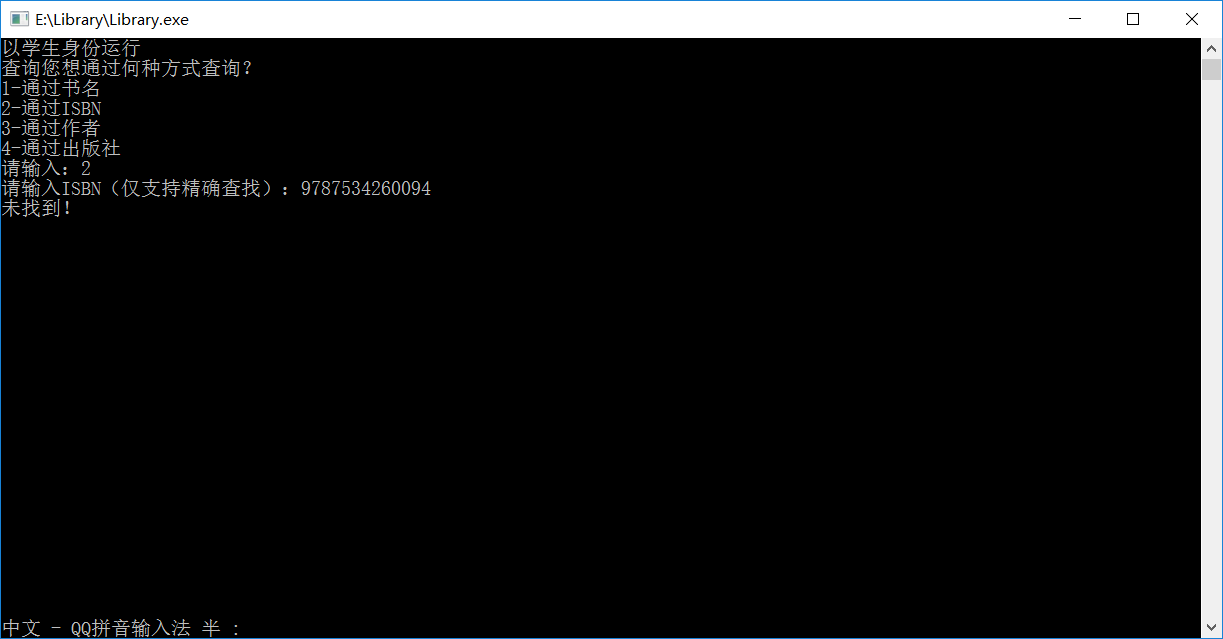 E:\Library\Library.exe
以学生身份运行
查询您想通过何种方式查询？
1-通过书名
2-通过ISBN
3-通过作者
4-通过出版社
请输入：2
请输入ISBN（仅支持精确查找）：9787534260094
未找到！
中文 - QQ拼音输入法 半 :